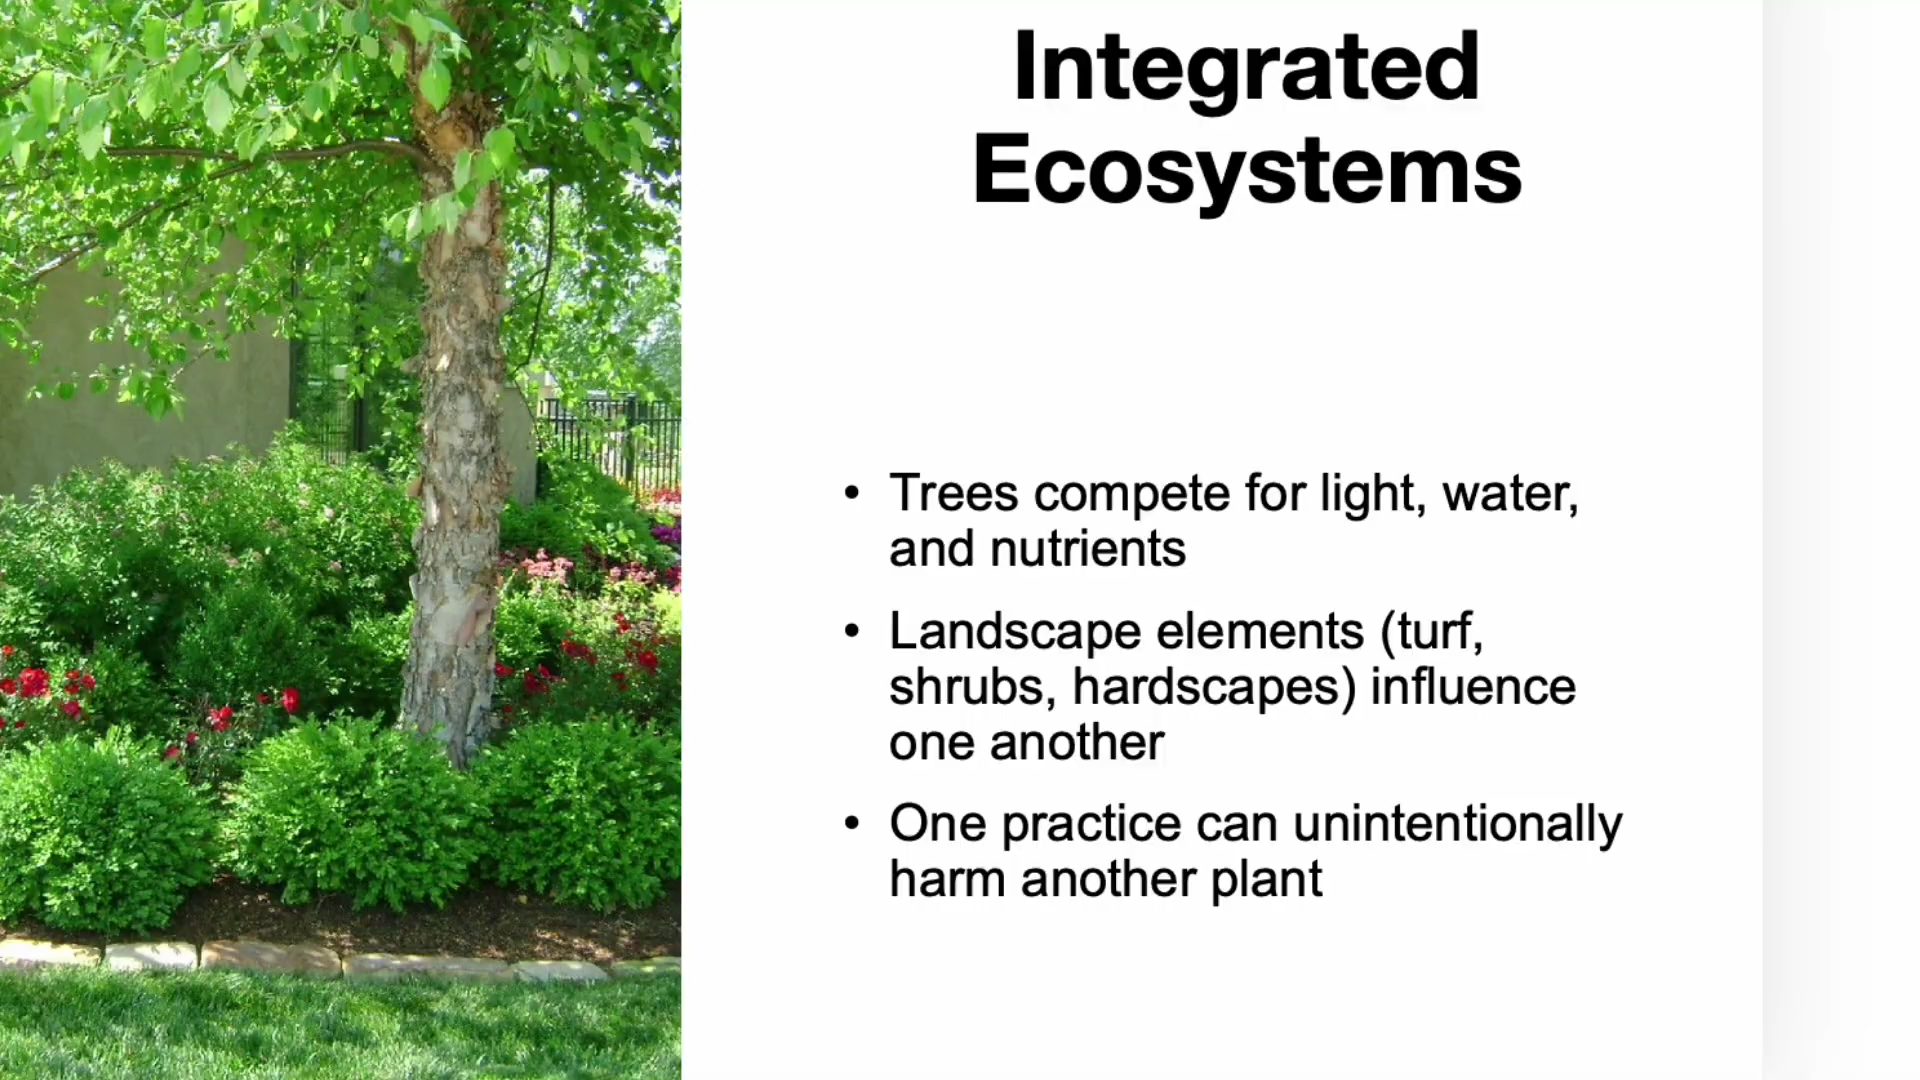 Integrated
Ecosystems
• Trees compete for light, water,
and nutrients
• Landscape elements (turf,
shrubs, hardscapes) influence
one another
• One practice can unintentionally
harm another plant